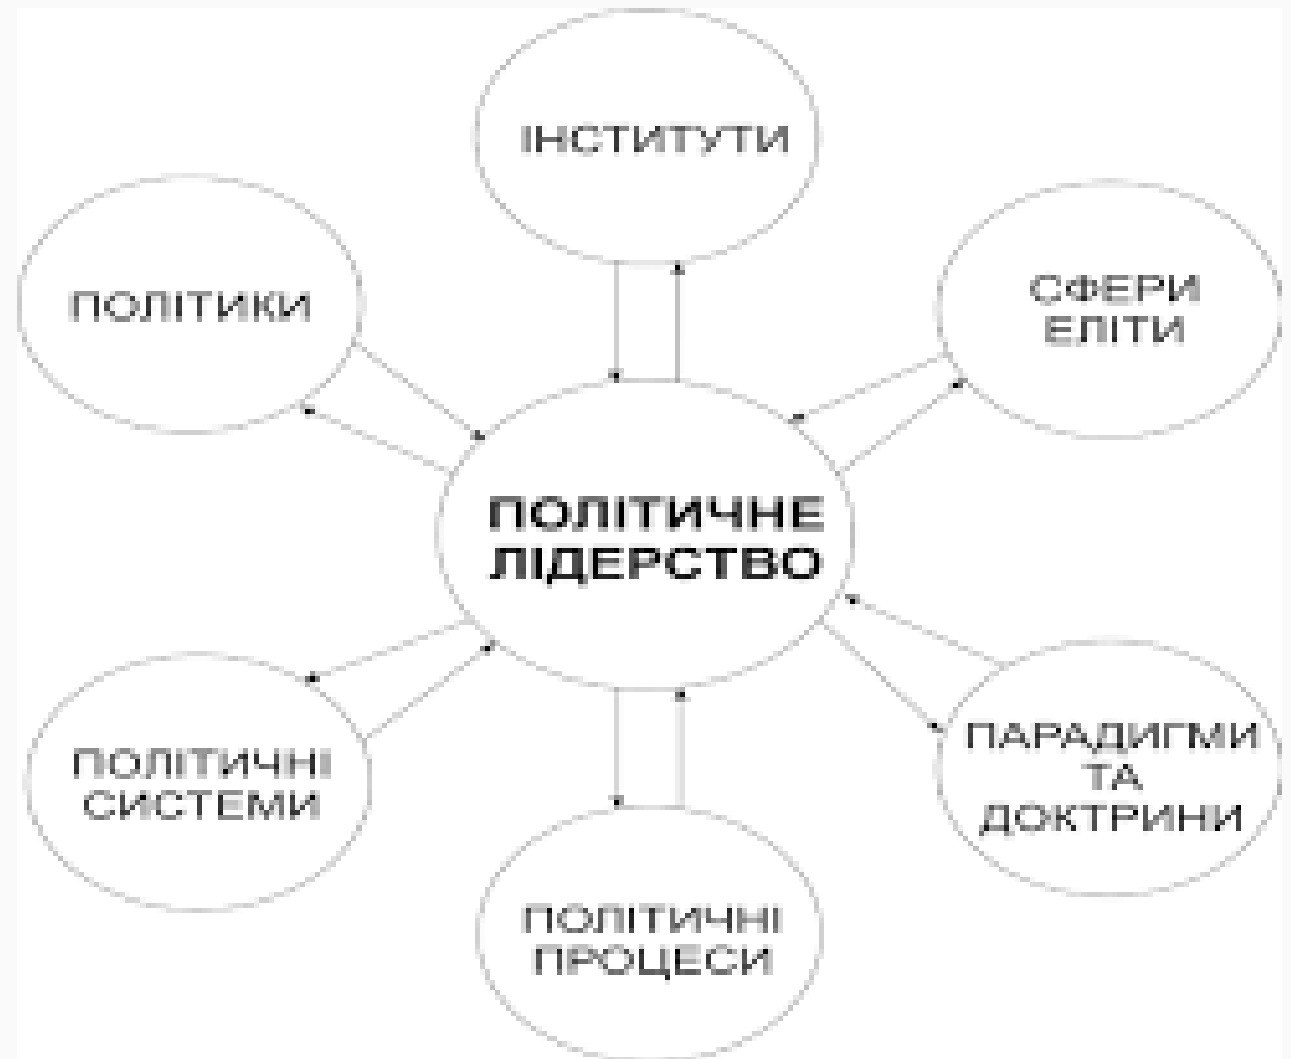 ІНСТИТУТИ
ПОЛІТИКИ
СФЕРИ
ЕЛІТИ
ПОЛІТИЧНЕ
ЛІДЕРСТВО
ПОЛІТИЧНІ
СИСТЕМИ
ПАРАДИГМИ
ТА
ДОКТРИНИ
ПОЛІТИЧНІ
ПРОЦЕСИ